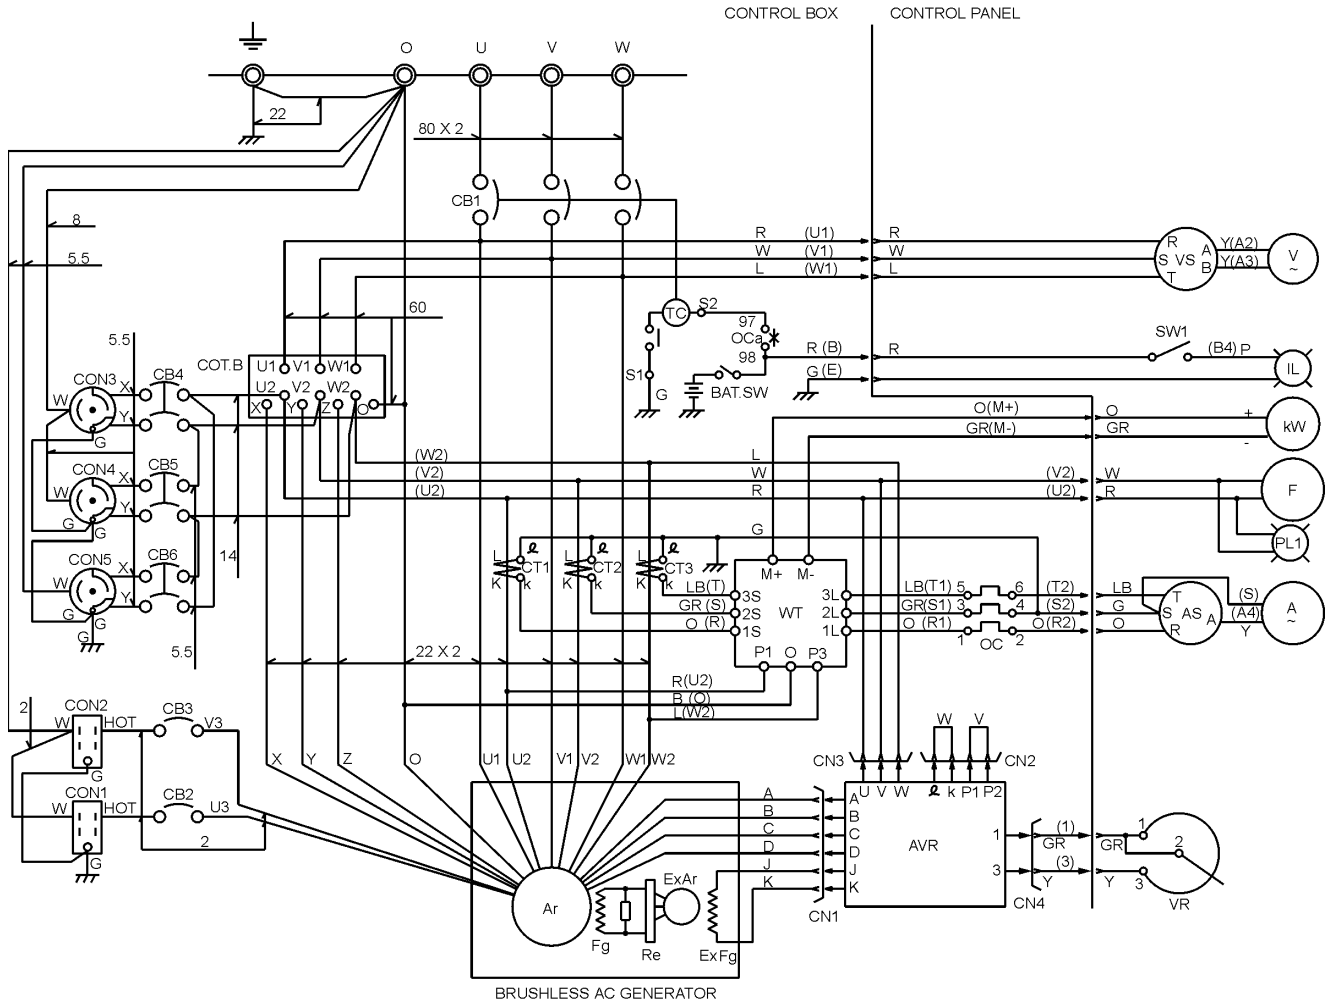 CONTROL BOX
CONTROL PANEL
O U V W
22
80 X 2
CB1
8
5.5
R (U1) R
W (V1) W
L (W1) L
R
S VS A
T B
Y(A2)
Y(A3)
V
~
60
TC
S2
97
OCa
98
S1
G
BAT.SW
R (B) R
G (E)
SW1
(B4) P
IL
5.5
COT.B
U1 V1 W1
U2 V2 W2
X Y Z O
CON3
X
CB4
W
Y
G
O(M+) O
GR(M-) GR
+
-
kW
(W2) L
(V2) W (V2) W
(U2) R (U2) R
F
PL1
CON4
X
CB5
W
Y
G
G
14
CON5
X
CB6
W
Y
G
G
5.5
G
L ℓ
K k
CT1
L ℓ
K k
CT2
L ℓ
K k
CT3
M+ M-
LB(T) 3S
GR (S) 2S
O (R) 1S
WT
3L LB(T1) 5 6 (T2) LB
2L GR(S1) 3 4 (S2) G
1L O (R1) 1 2 O(R2) O
OC
T
S AS A
R
(S)
(A4)
Y
A
~
22 X 2
P1 O P3
R(U2)
B (O)
L(W2)
2
CON2
W
HOT
CB3
V3
G
CON1
W
HOT
CB2
U3
2
G
X Y Z O U1 U2 V1 V2 W1 W2
W V
CN3
CN2
U V W ℓ k P1 P2
A A
B B
C C
D D
J J
K K
AVR
1
3
(1)
GR
(3)
Y
GR
Y
1
2
3
VR
CN1
CN4
Ar
Fg
ExAr
Re
ExFg
BRUSHLESS AC GENERATOR